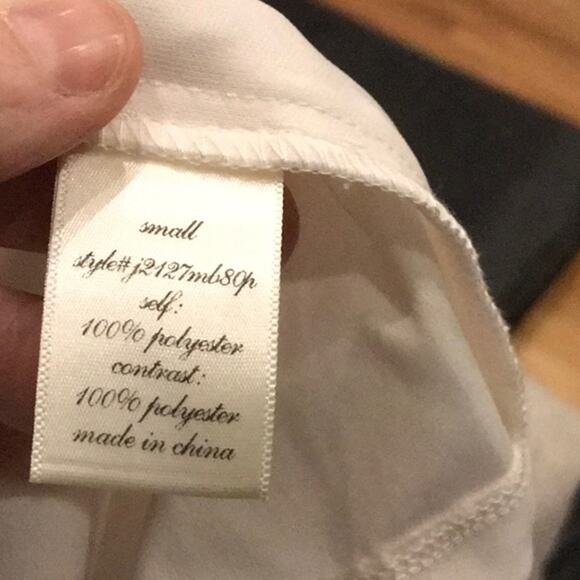 small
style#j2127mb80p
self:
100% polyester
contrast:
100% polyester
made in china